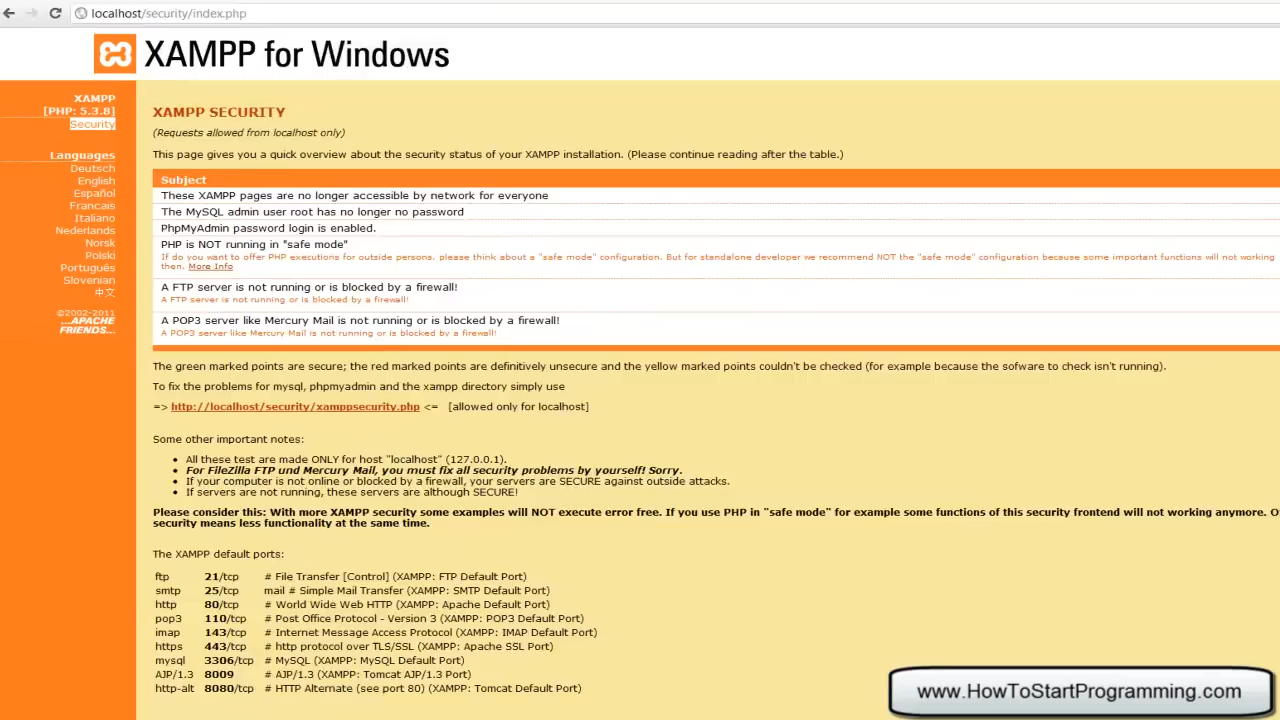 localhost/security/index.php
XAMPP for Windows
XAMPP
[PHP: 5.3.8]
Security
Languages
Deutsch
English
Español
Francais
Italiano
Nederlands
Norsk
Polski
Português
Slovenian
中文
©2002-2011
...APACHE
FRIENDS...
XAMPP SECURITY
(Requests allowed from localhost only)
This page gives you a quick overview about the security status of your XAMPP installation. (Please continue reading after the table.)
Subject
These XAMPP pages are no longer accessible by network for everyone
The MySQL admin user root has no longer no password
PhpMyAdmin password login is enabled.
PHP is NOT running in "safe mode"
If do you want to offer PHP executions for outside persons, please think about a "safe mode" configuration. But for standalone developer we recommend NOT the "safe mode" configuration because some important functions will not working
then. More Info
A FTP server is not running or is blocked by a firewall!
A FTP server is not running or is blocked by a firewall!
A POP3 server like Mercury Mail is not running or is blocked by a firewall!
A POP3 server like Mercury Mail is not running or is blocked by a firewall!
The green marked points are secure; the red marked points are definitively unsecure and the yellow marked points couldn't be checked (for example because the sofware to check isn't running).
To fix the problems for mysql, phpmyadmin and the xampp directory simply use
=> http://localhost/security/xamppsecurity.php <= [allowed only for localhost]
Some other important notes:
• All these test are made ONLY for host "localhost" (127.0.0.1).
• For FileZilla FTP und Mercury Mail, you must fix all security problems by yourself! Sorry.
• If your computer is not online or blocked by a firewall, your servers are SECURE against outside attacks.
• If servers are not running, these servers are although SECURE!
Please consider this: With more XAMPP security some examples will NOT execute error free. If you use PHP in "safe mode" for example some functions of this security frontend will not working anymore. O
security means less functionality at the same time.
The XAMPP default ports:
ftp 21/tcp # File Transfer [Control] (XAMPP: FTP Default Port)
smtp 25/tcp mail # Simple Mail Transfer (XAMPP: SMTP Default Port)
http 80/tcp # World Wide Web HTTP (XAMPP: Apache Default Port)
pop3 110/tcp # Post Office Protocol - Version 3 (XAMPP: POP3 Default Port)
imap 143/tcp # Internet Message Access Protocol (XAMPP: IMAP Default Port)
https 443/tcp # http protocol over TLS/SSL (XAMPP: Apache SSL Port)
mysql 3306/tcp # MySQL (XAMPP: MySQL Default Port)
AJP/1.3 8009 # AJP/1.3 (XAMPP: Tomcat AJP/1.3 Port)
http-alt 8080/tcp # HTTP Alternate (see port 80) (XAMPP: Tomcat Default Port)
www.HowToStartProgramming.com